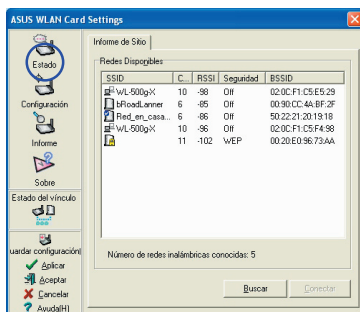 ASUS WLAN Card Settings
Estado
Configuración
Informe
Sobre
Estado del vínculo
uardar configuración(
Aplicar
Aceptar
Cancelar
Ayuda(H)
Informe de Sitio
Redes Disponibles
SSID C... RSSI Seguridad BSSID
WL-500g-X 10 -98 Off 02:0C:F1:C5:E5:29
bRoadLanner 6 -85 Off 00:90:CC:4A:BF:2F
Red_en_casa... 6 -86 Off 50:22:21:20:19:18
WL-500g-X 10 -96 Off 02:0C:F1:C5:F4:98
11 -102 WEP 00:20:E0:96:73:AA
Número de redes inalámbricas conocidas: 5
Buscar Conectar